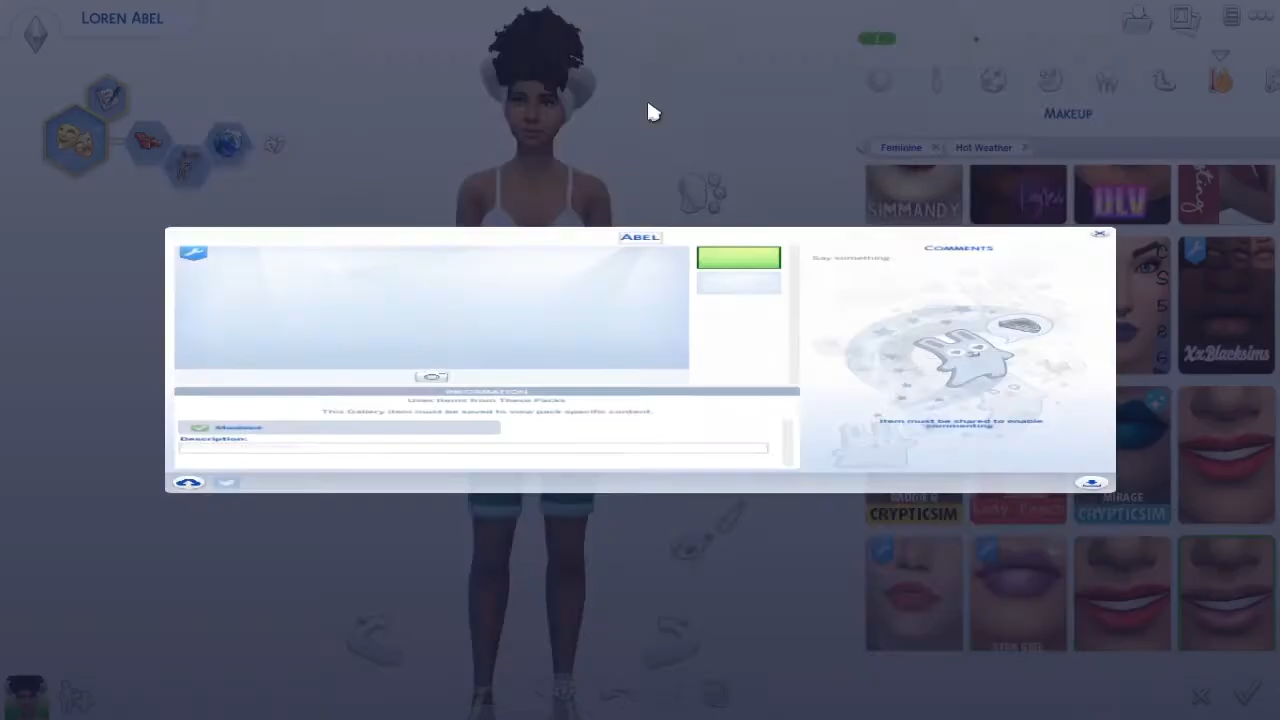 LOREN ABEL
MAKEUP
Feminine
Hot Weather
SIMMANDY
DLV
ABEL
COMMENTS
Say something
INFORMATION
User Items from These Packs
This Gallery item must be saved to view pack specific content.
Description:
Item must be shared to enable
commenting.
XxBlacksims
MIRAGE
CRYPTICSIM
CRYPTICSIM